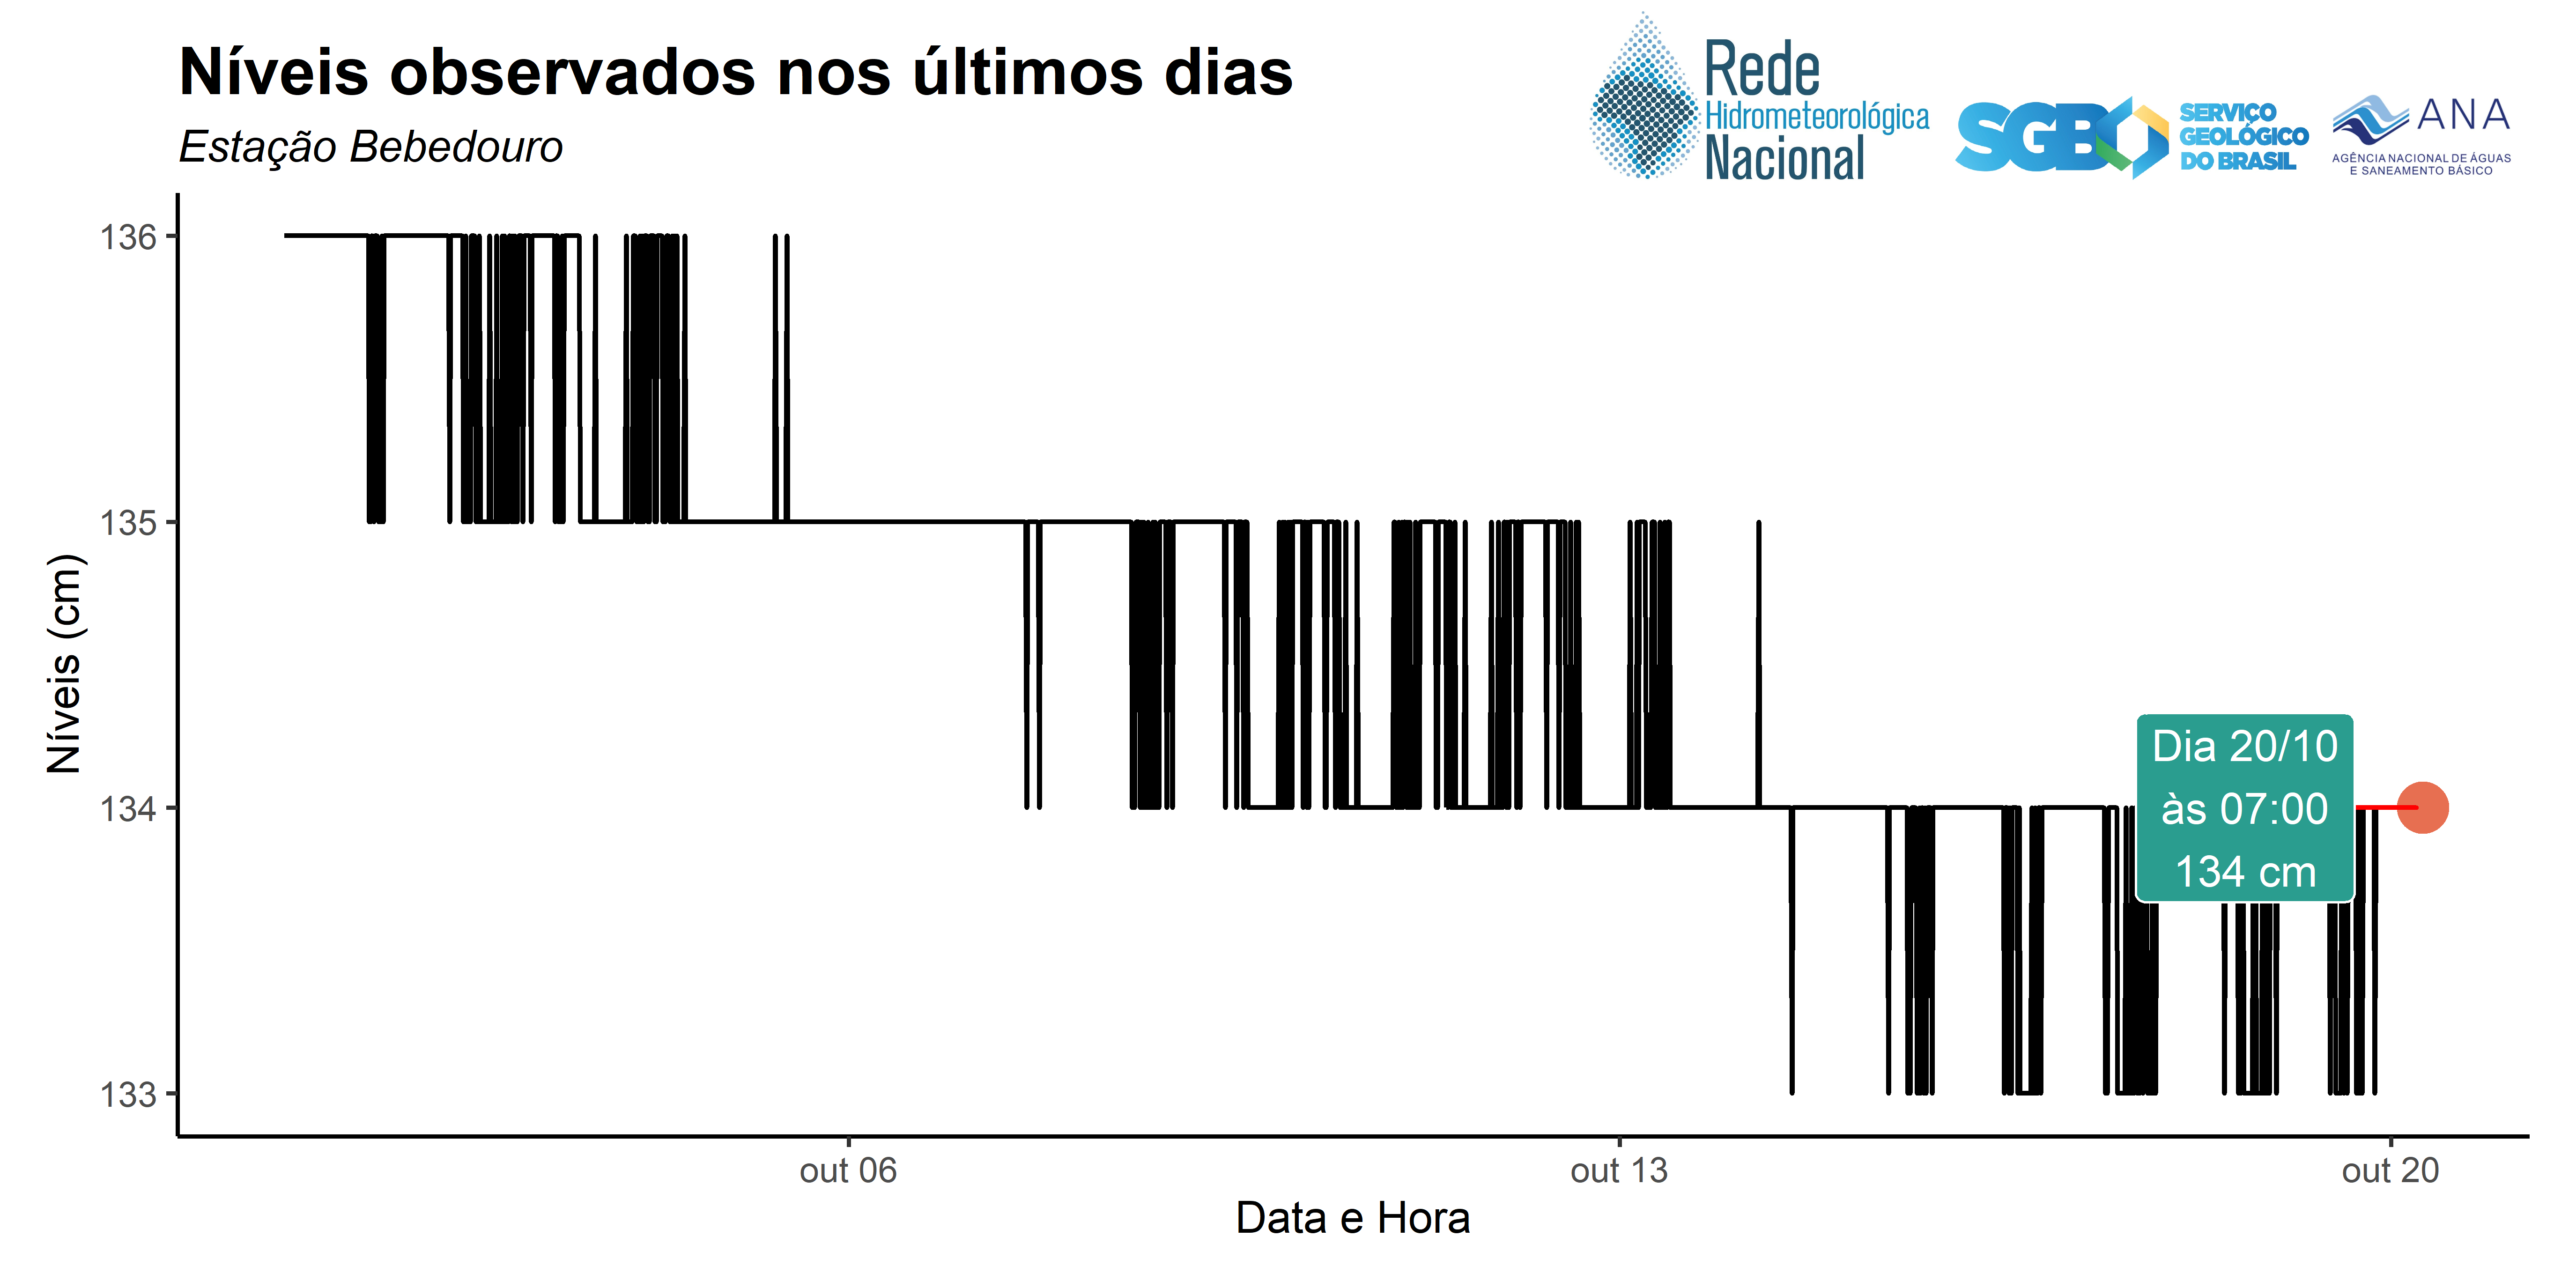 Níveis observados nos últimos dias
Estação Bebedouro
Rede
Hidrometeorológica
Nacional
SGB
SERVIÇO
GEOLÓGICO
DO BRASIL
ANA
AGÊNCIA NACIONAL DE ÁGUAS
E SANEAMENTO BÁSICO
Níveis (cm)
136
135
134
133
Dia 20/10
às 07:00
134 cm
out 06
out 13
out 20
Data e Hora